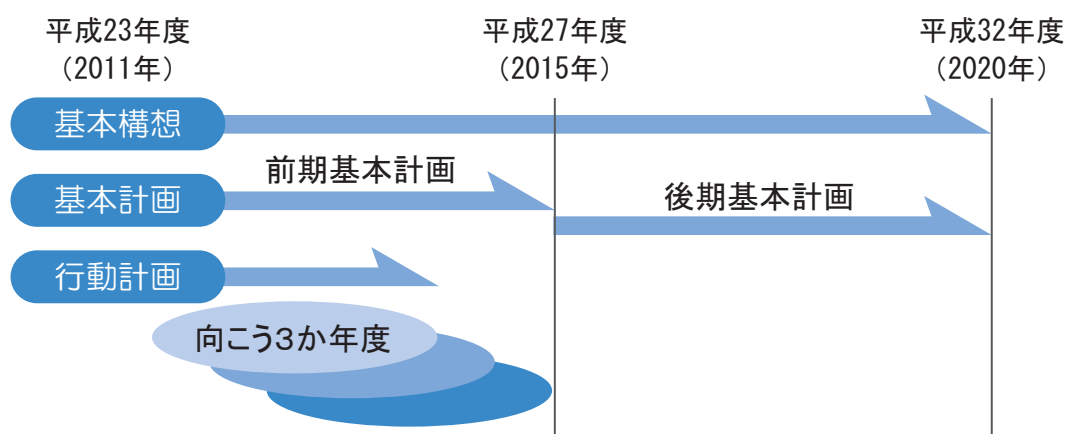 平成23年度
（2011年）
平成27年度
（2015年）
平成32年度
（2020年）
基本構想
前期基本計画
基本計画
後期基本計画
行動計画
向こう３か年度